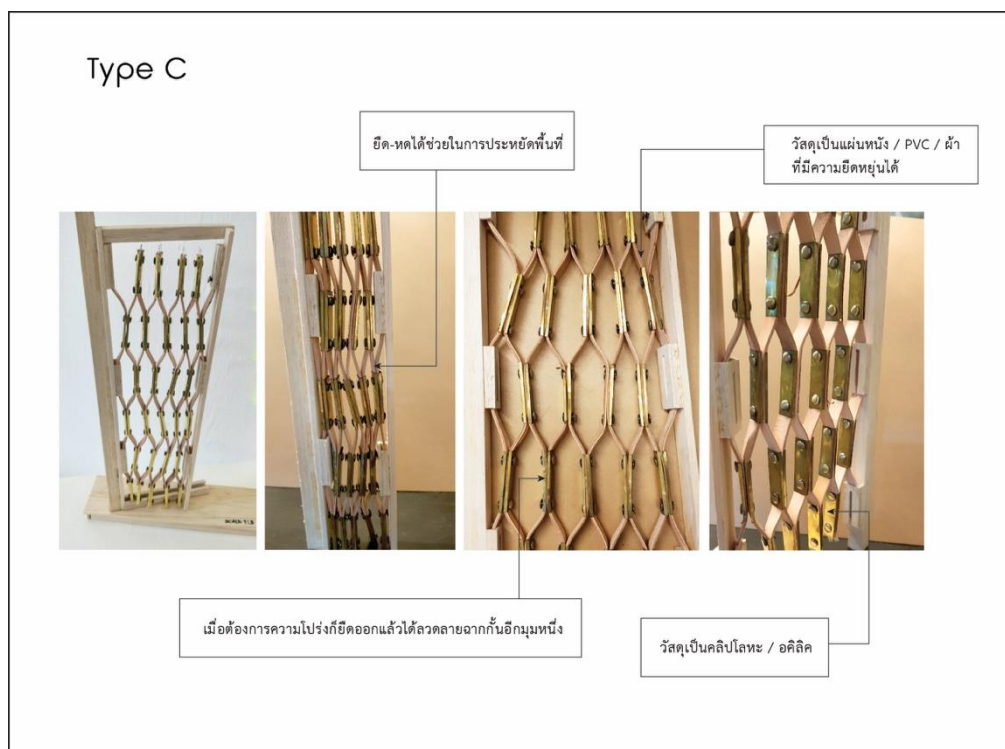 Type C
ยืด-หดได้ช่วยในการประหยัดพื้นที่
วัสดุเป็นแผ่นหนัง / PVC / ผ้า
ที่มีความยืดหยุ่นได้
เมื่อต้องการความโปร่งก็ยืดออกแล้วได้ลวดลายฉากกั้นอีกมุมหนึ่ง
วัสดุเป็นคลิปโลหะ / อคิลิค